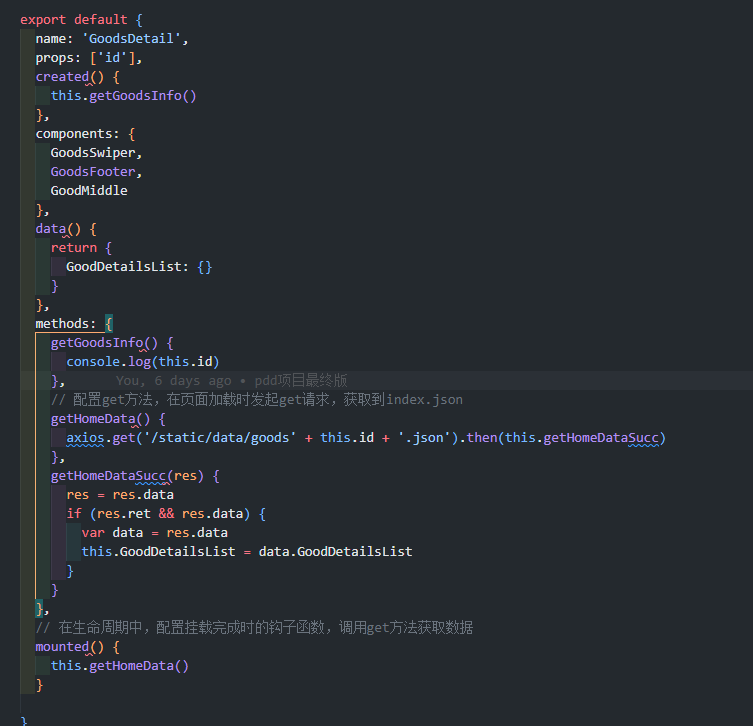 export default {
  name: 'GoodsDetail',
  props: ['id'],
  created() {
    this.getGoodsInfo()
  },
  components: {
    GoodsSwiper,
    GoodsFooter,
    GoodMiddle
  },
  data() {
    return {
      GoodDetailsList: {}
    }
  },
  methods: {
    getGoodsInfo() {
      console.log(this.id)
    }, You, 6 days ago • pdd项目最终版
    // 配置get方法，在页面加载时发起get请求，获取到index.json
    getHomeData() {
      axios.get('/static/data/goods' + this.id + '.json').then(this.getHomeDataSucc)
    },
    getHomeDataSucc(res) {
      res = res.data
      if (res.ret && res.data) {
        var data = res.data
        this.GoodDetailsList = data.GoodDetailsList
      }
    }
  },
  // 在生命周期中，配置挂载完成时的钩子函数，调用get方法获取数据
  mounted() {
    this.getHomeData()
  }
}